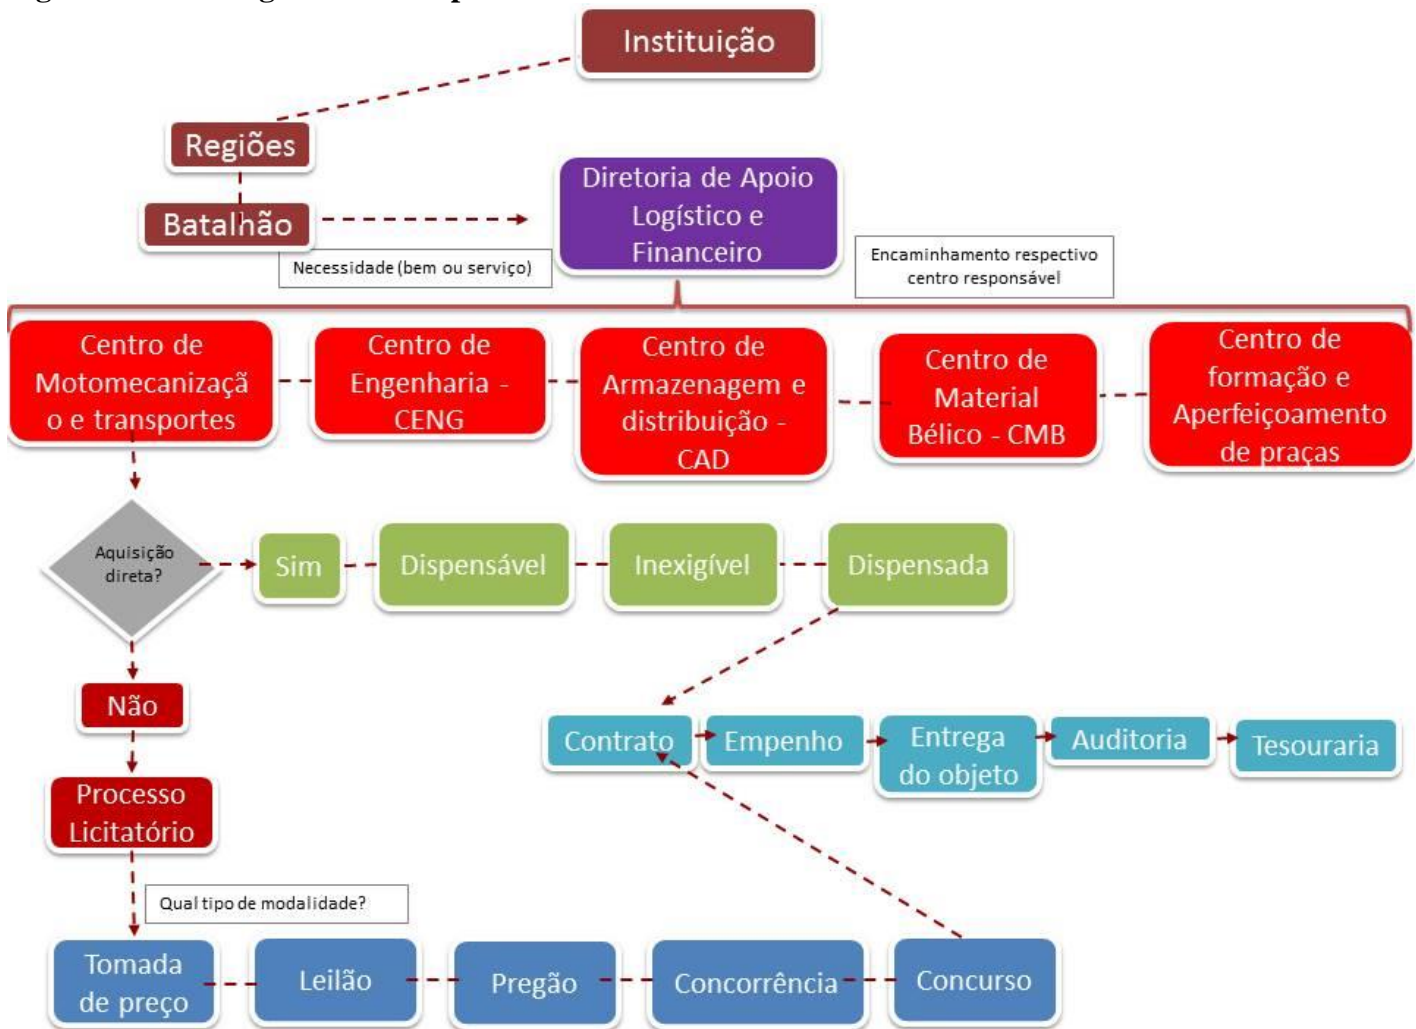 Instituição
Regiões
Batalhão
Diretoria de Apoio
Logístico e
Financeiro
Necessidade (bem ou serviço)
Encaminhamento respectivo
centro responsável
Centro de
Motomecanizaçã
o e transportes
Centro de
Engenharia -
CENG
Centro de
Armazenagem e
distribuição -
CAD
Centro de
Material
Bélico - CMB
Centro de
formação e
Aperfeiçoamento
de praças
Aquisição
direta?
Sim
Dispensável
Inexigível
Dispensada
Não
Contrato
Empenho
Entrega
do objeto
Auditoria
Tesouraria
Processo
Licitatório
Qual tipo de modalidade?
Tomada
de preço
Leilão
Pregão
Concorrência
Concurso